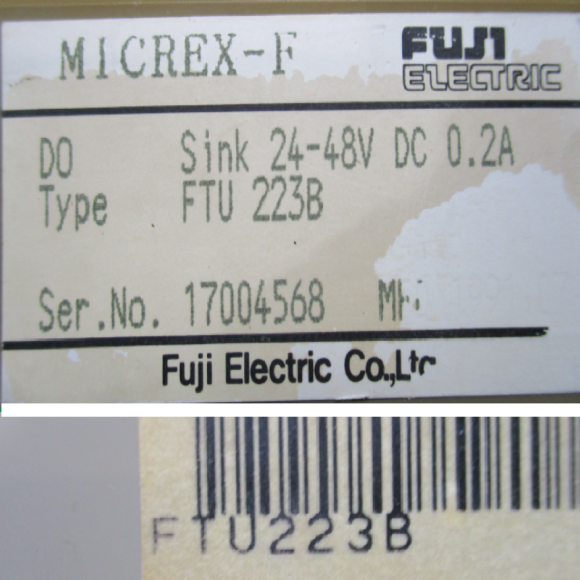 MICREX-F
FUJI
ELECTRIC
DO Sink 24-48V DC 0.2A
Type FTU 223B
Ser.No. 17004568
Fuji Electric Co.,Ltd
FTU223B